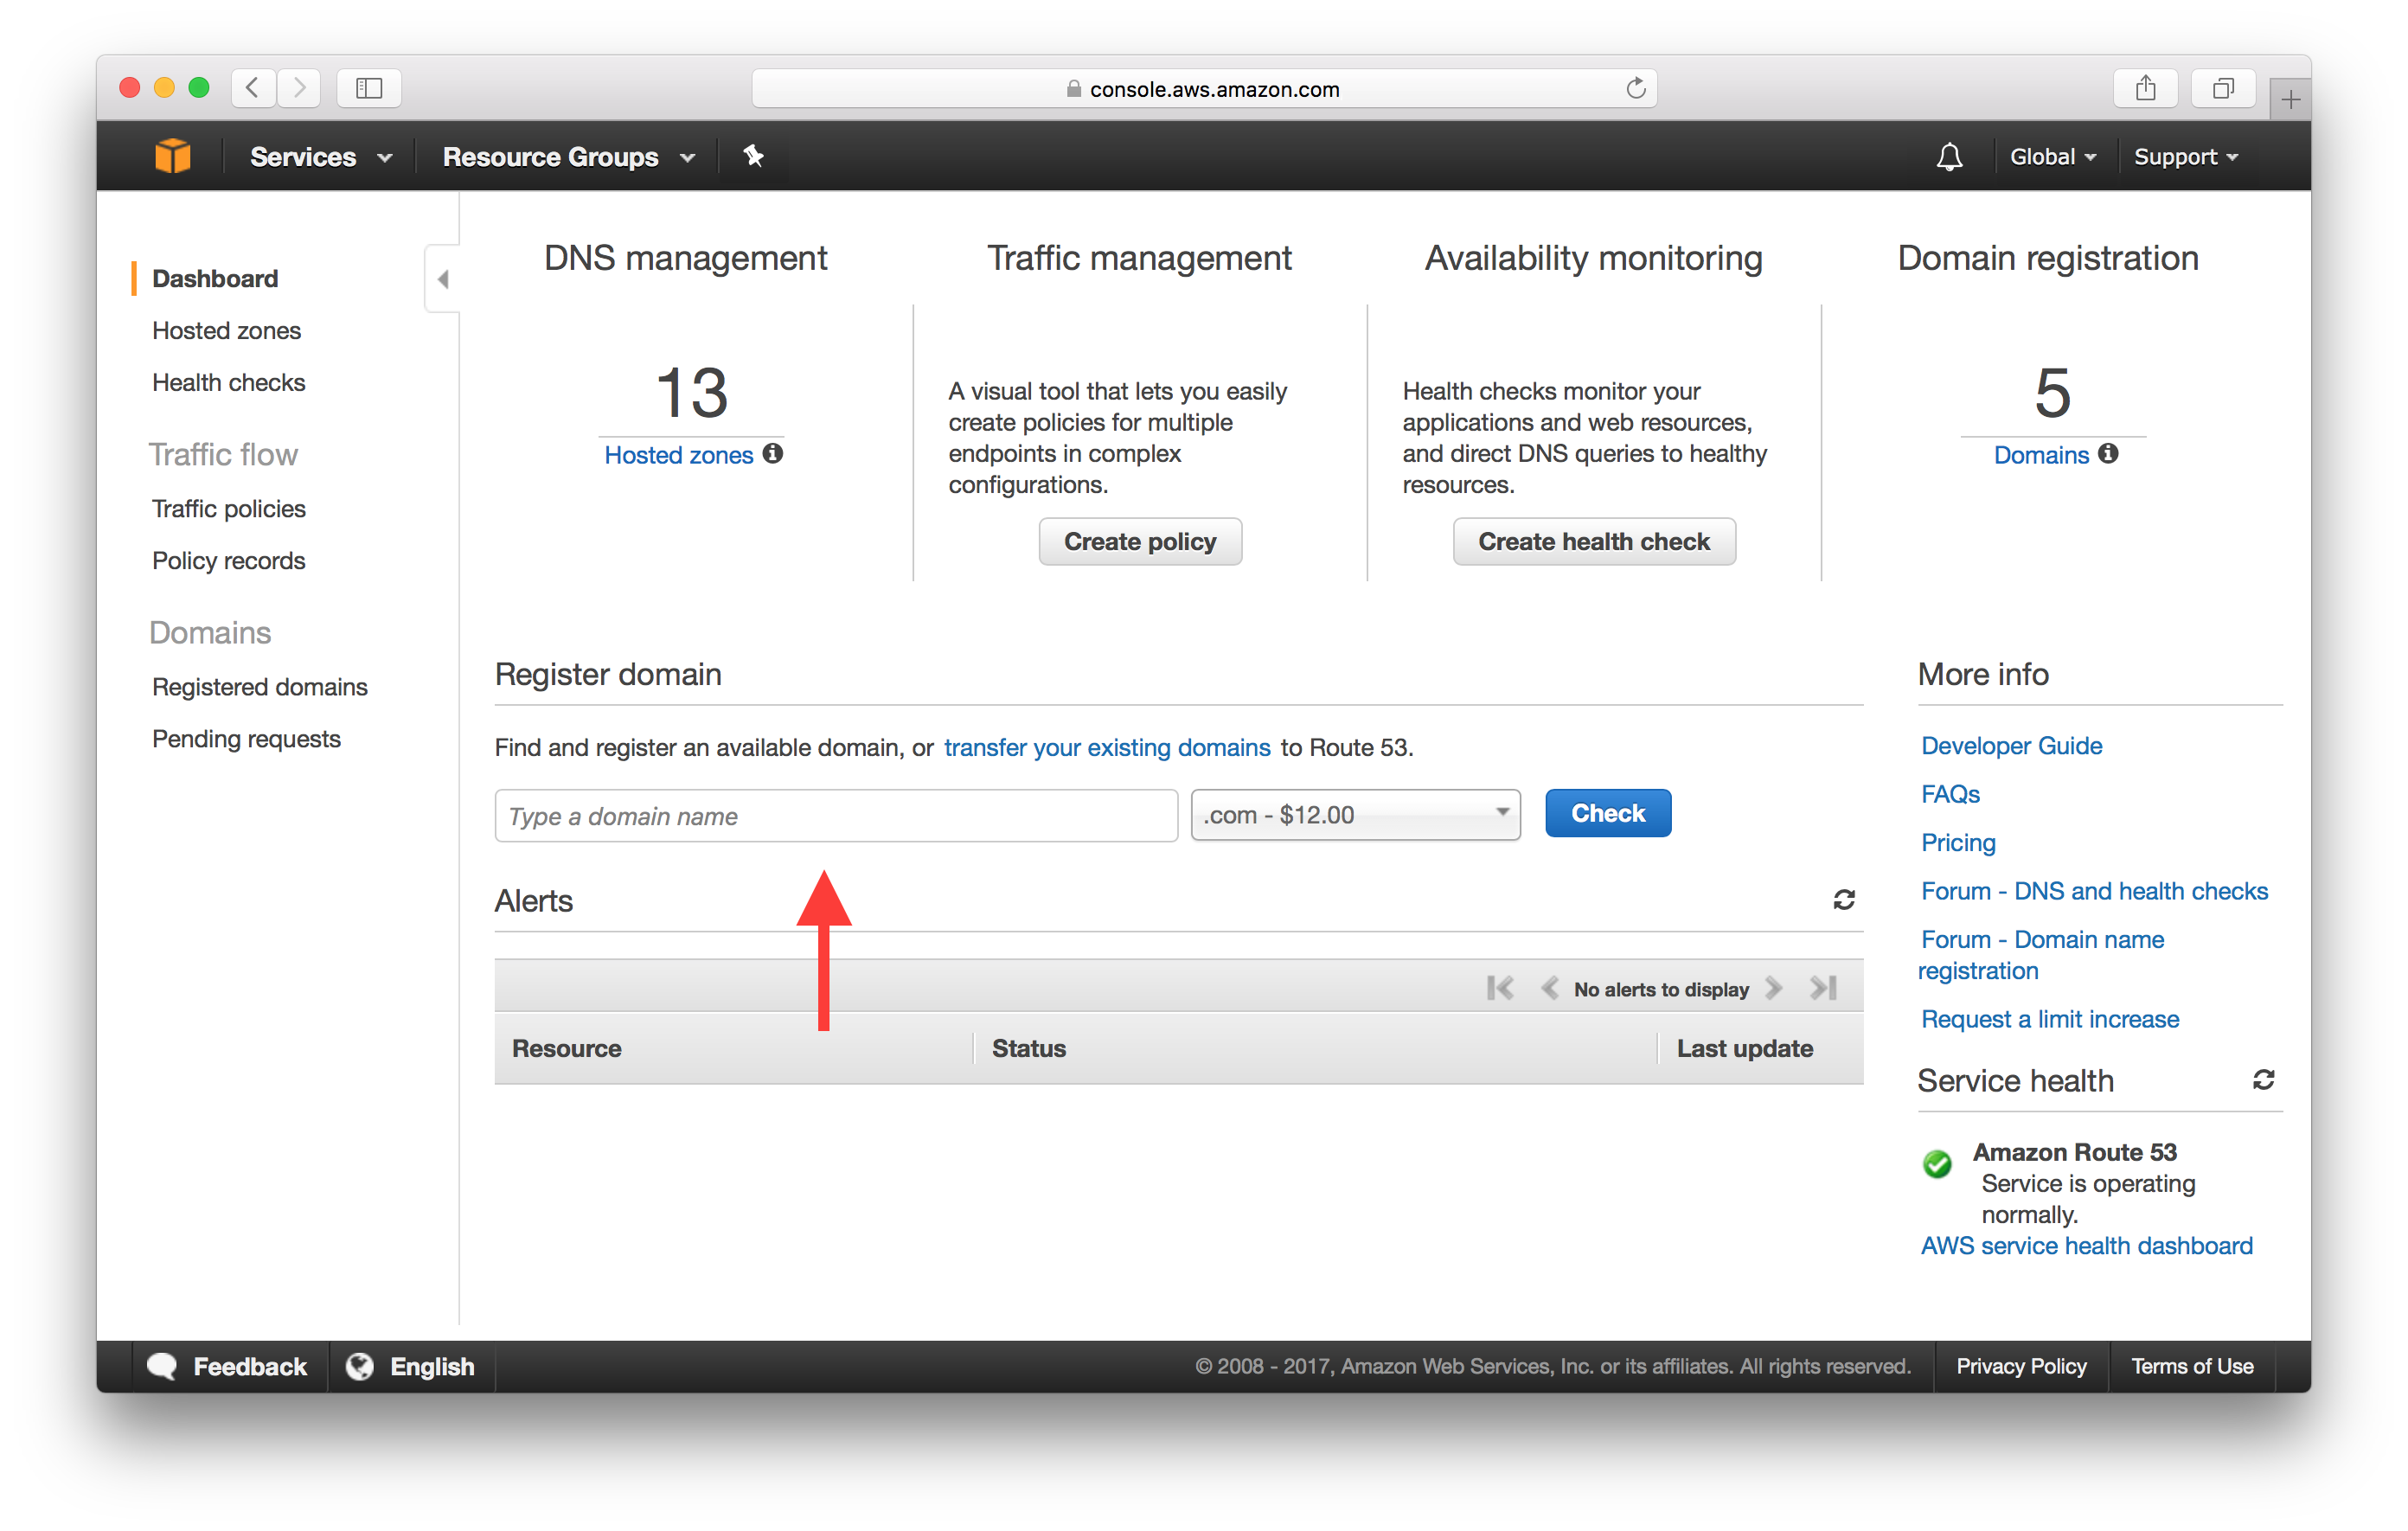 console.aws.amazon.com
Services
Resource Groups
Global
Support
Dashboard
Hosted zones
Health checks
Traffic flow
Traffic policies
Policy records
Domains
Registered domains
Pending requests
DNS management
13
Hosted zones
Traffic management
A visual tool that lets you easily
create policies for multiple
endpoints in complex
configurations.
Create policy
Availability monitoring
Health checks monitor your
applications and web resources,
and direct DNS queries to healthy
resources.
Create health check
Domain registration
5
Domains
Register domain
Find and register an available domain, or transfer your existing domains to Route 53.
Type a domain name
.com - $12.00
Check
Alerts
No alerts to display
Resource
Status
Last update
More info
Developer Guide
FAQs
Pricing
Forum - DNS and health checks
Forum - Domain name
registration
Request a limit increase
Service health
Amazon Route 53
Service is operating
normally.
AWS service health dashboard
Feedback
English
© 2008 - 2017, Amazon Web Services, Inc. or its affiliates. All rights reserved.
Privacy Policy
Terms of Use